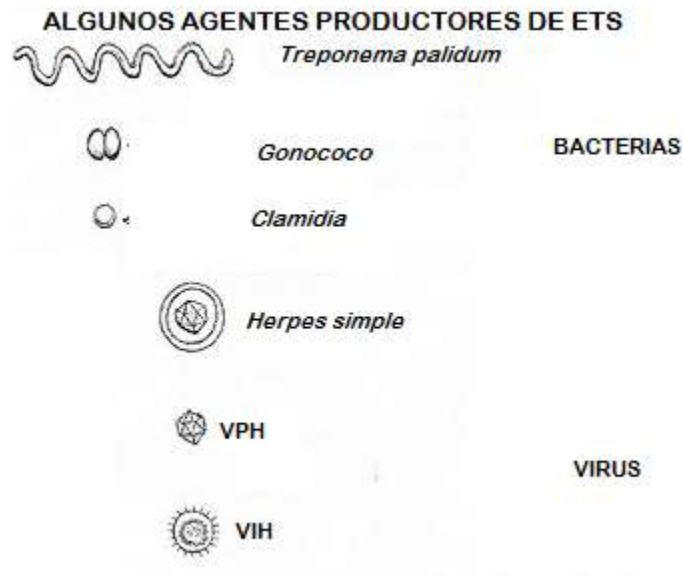 ALGUNOS AGENTES PRODUCTORES DE ETS
Treponema palidum
Gonococo
BACTERIAS
Clamidia
Herpes simple
VPH
VIRUS
VIH